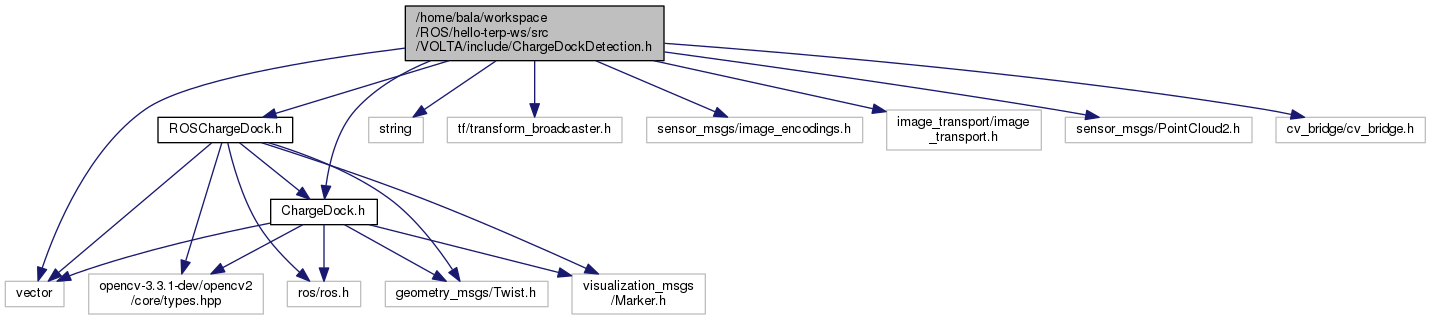 /home/bala/workspace
/ROS/hello-terp-ws/src
/VOLTA/include/ChargeDockDetection.h
ROSChargeDock.h
string
tf/transform_broadcaster.h
sensor_msgs/image_encodings.h
image_transport/image
_transport.h
sensor_msgs/PointCloud2.h
cv_bridge/cv_bridge.h
ChargeDock.h
vector
opencv-3.3.1-dev/opencv2
/core/types.hpp
ros/ros.h
geometry_msgs/Twist.h
visualization_msgs
/Marker.h